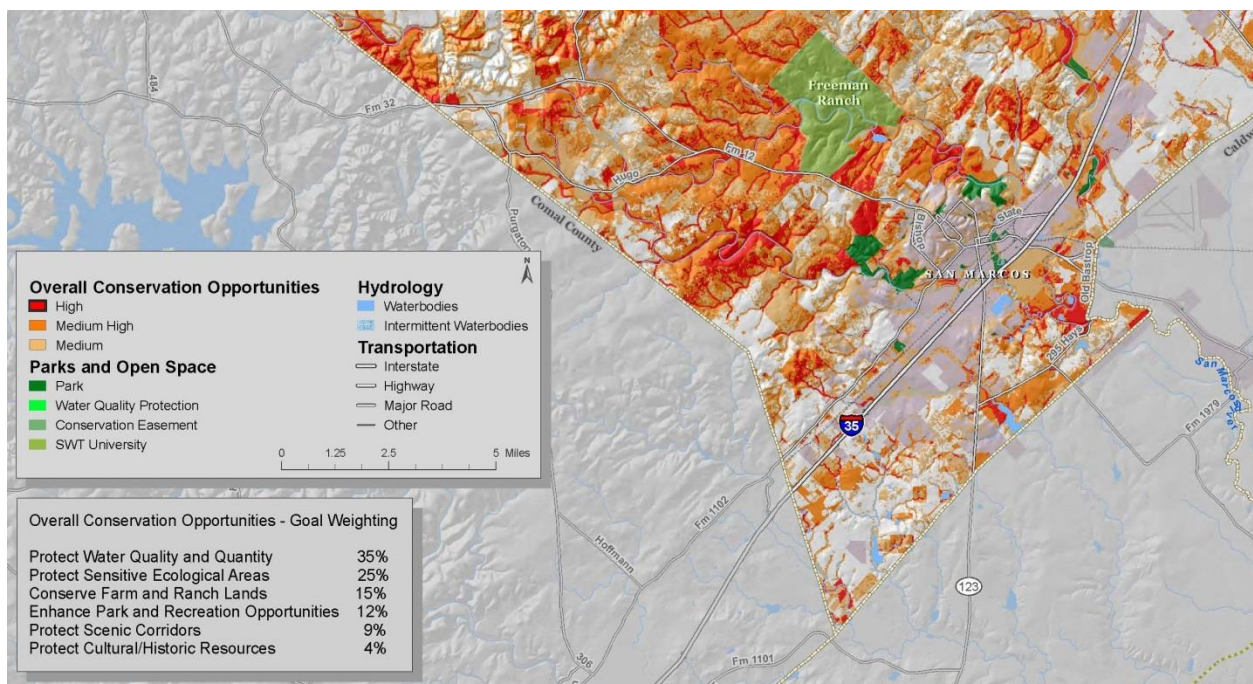 484
Fm 32
Freeman
Ranch
Fm 12
Hugo
Purgator
Comal County
Bishop
State
SAN MARCOS
Old Bastrop
295 Hays
Caldw
San Marcos River
Fm 1979
35
123
Fm 1102
Hoffmann
306
Fm 1101
N
Overall Conservation Opportunities
High
Medium High
Medium
Parks and Open Space
Park
Water Quality Protection
Conservation Easement
SWT University
Hydrology
Waterbodies
Intermittent Waterbodies
Transportation
Interstate
Highway
Major Road
Other
0 1.25 2.5 5 Miles
Overall Conservation Opportunities - Goal Weighting
Protect Water Quality and Quantity 35%
Protect Sensitive Ecological Areas 25%
Conserve Farm and Ranch Lands 15%
Enhance Park and Recreation Opportunities 12%
Protect Scenic Corridors 9%
Protect Cultural/Historic Resources 4%